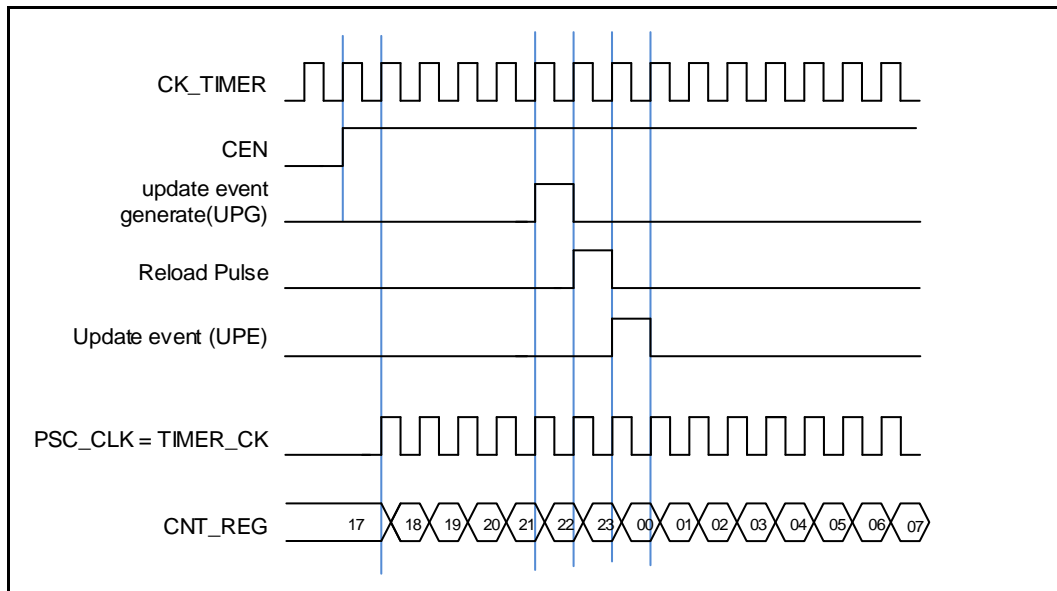 CK_TIMER
CEN
update event
generate(UPG)
Reload Pulse
Update event (UPE)
PSC_CLK = TIMER_CK
CNT_REG 17 18 19 20 21 22 23 00 01 02 03 04 05 06 07